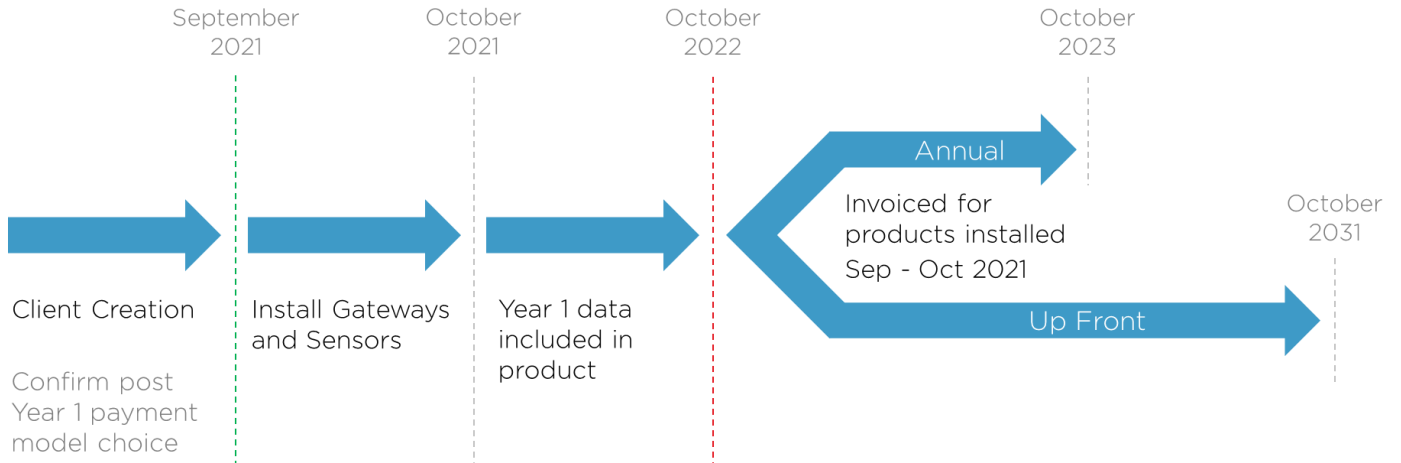 September
2021
October
2021
October
2022
October
2023
Annual
Invoiced for
products installed
Sep - Oct 2021
October
2031
Up Front
Client Creation
Confirm post
Year 1 payment
model choice
Install Gateways
and Sensors
Year 1 data
included in
product